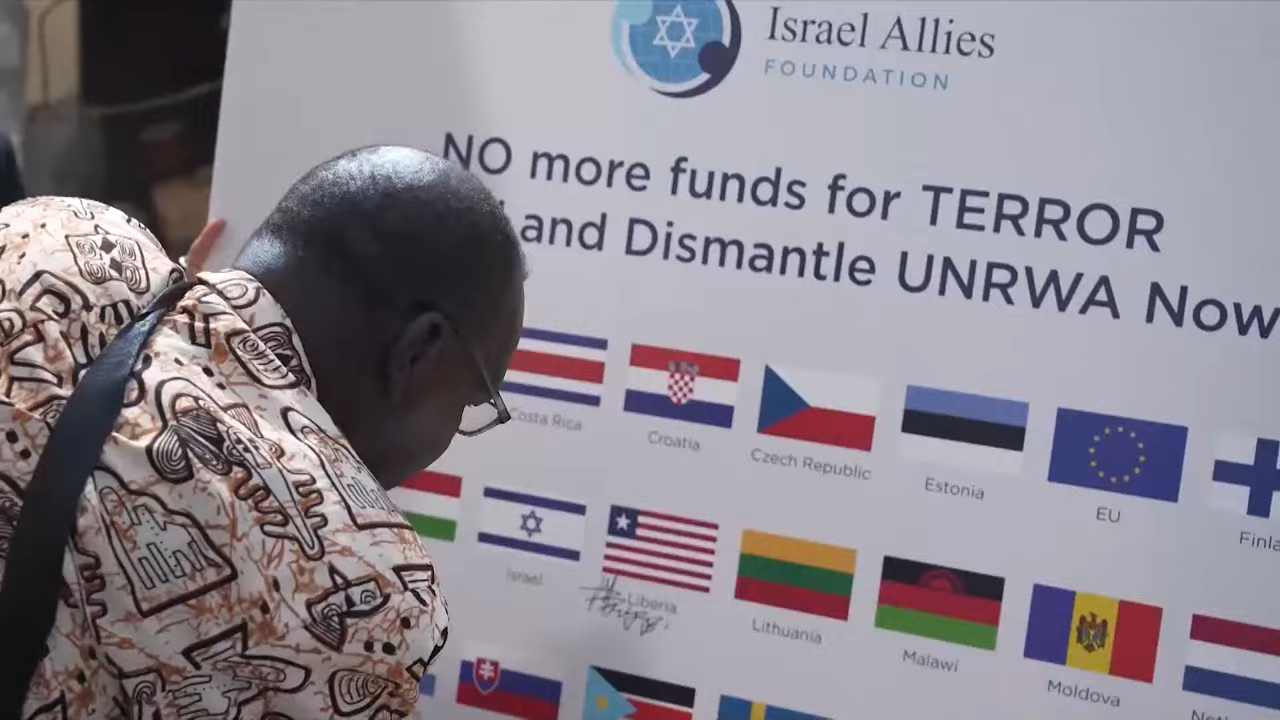 Israel Allies
FOUNDATION
NO more funds for TERROR
and Dismantle UNRWA Now
Costa Rica
Croatia
Czech Republic
Estonia
EU
Finla
Israel
Liberia
Lithuania
Malawi
Moldova